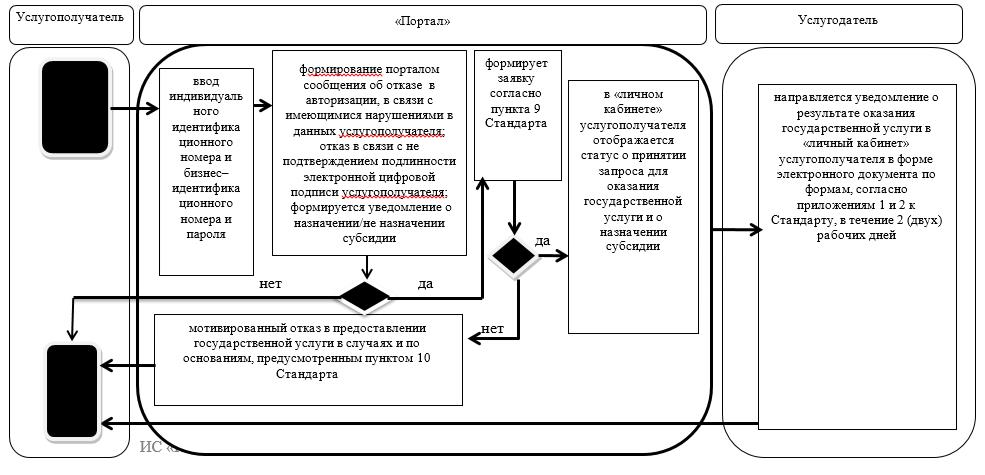 Услугополучатель
«Портал»
Услугодатель
ввод
индивидуаль
ного
идентифика
ционного
номера и
бизнес–
идентифика
ционного
номера и
пароля
формирование порталом
сообщения об отказе в
авторизации, в связи с
имеющимися нарушениями в
данных услугополучателя;
отказ в связи с не
подтверждением подлинности
электронной цифровой
подписи услугополучателя;
формируется уведомление о
назначении/не назначении
субсидии
формирует
заявку
согласно
пункта 9
Стандарта
в «личном
кабинете»
услугополучателя
отображается
статус о принятии
запроса для
оказания
государственной
услуги и о
назначении
субсидии
направляется уведомление о
результате оказания
государственной услуги в
«личный кабинет»
услугополучателя в форме
электронного документа по
формам, согласно
приложениям 1 и 2 к
Стандарту, в течение 2 (двух)
рабочих дней
да
нет
да
нет
мотивированный отказ в предоставлении
государственной услуги в случаях и по
основаниям, предусмотренным пунктом 10
Стандарта
ИС